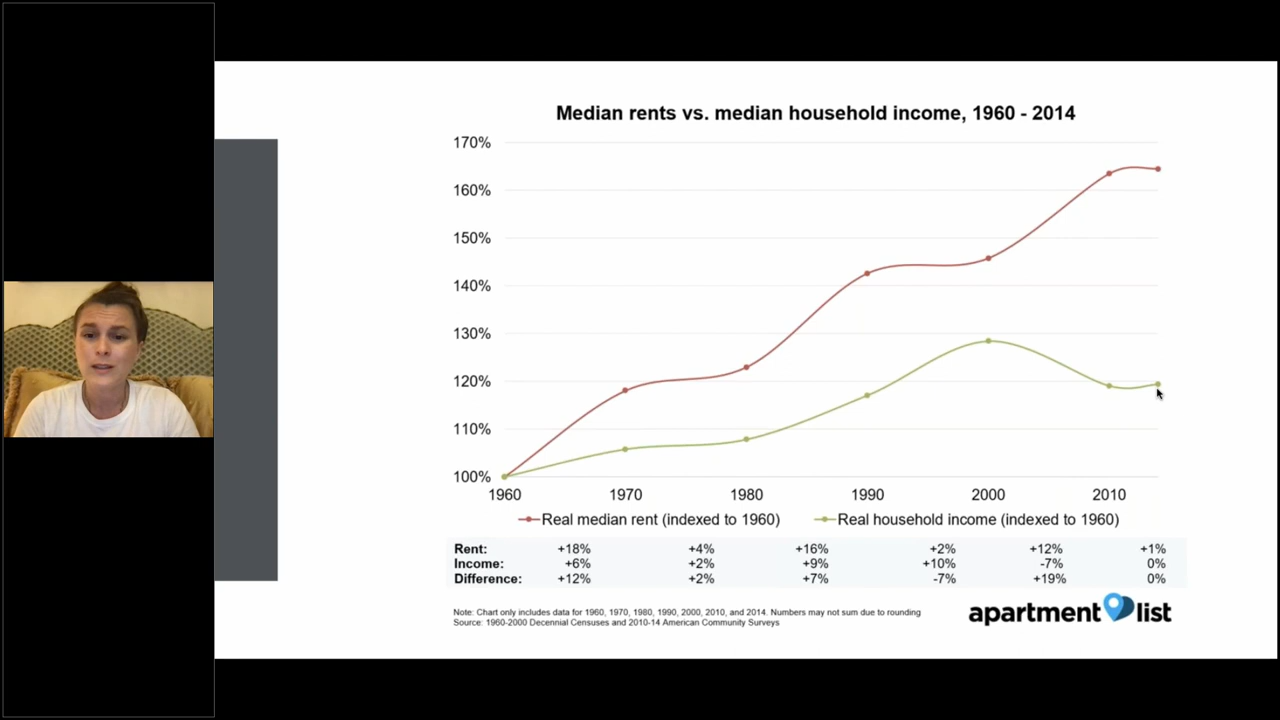 Median rents vs. median household income, 1960 - 2014
170%
160%
150%
140%
130%
120%
110%
100%
1960 1970 1980 1990 2000 2010
Real median rent (indexed to 1960) Real household income (indexed to 1960)
Rent: +18% +4% +16% +2% +12% +1%
Income: +6% +2% +9% +10% -7% 0%
Difference: +12% +2% +7% -7% +19% 0%
Note: Chart only includes data for 1960, 1970, 1980, 1990, 2000, 2010, and 2014. Numbers may not sum due to rounding
Source: 1960-2000 Decennial Censuses and 2010-14 American Community Surveys
apartment list